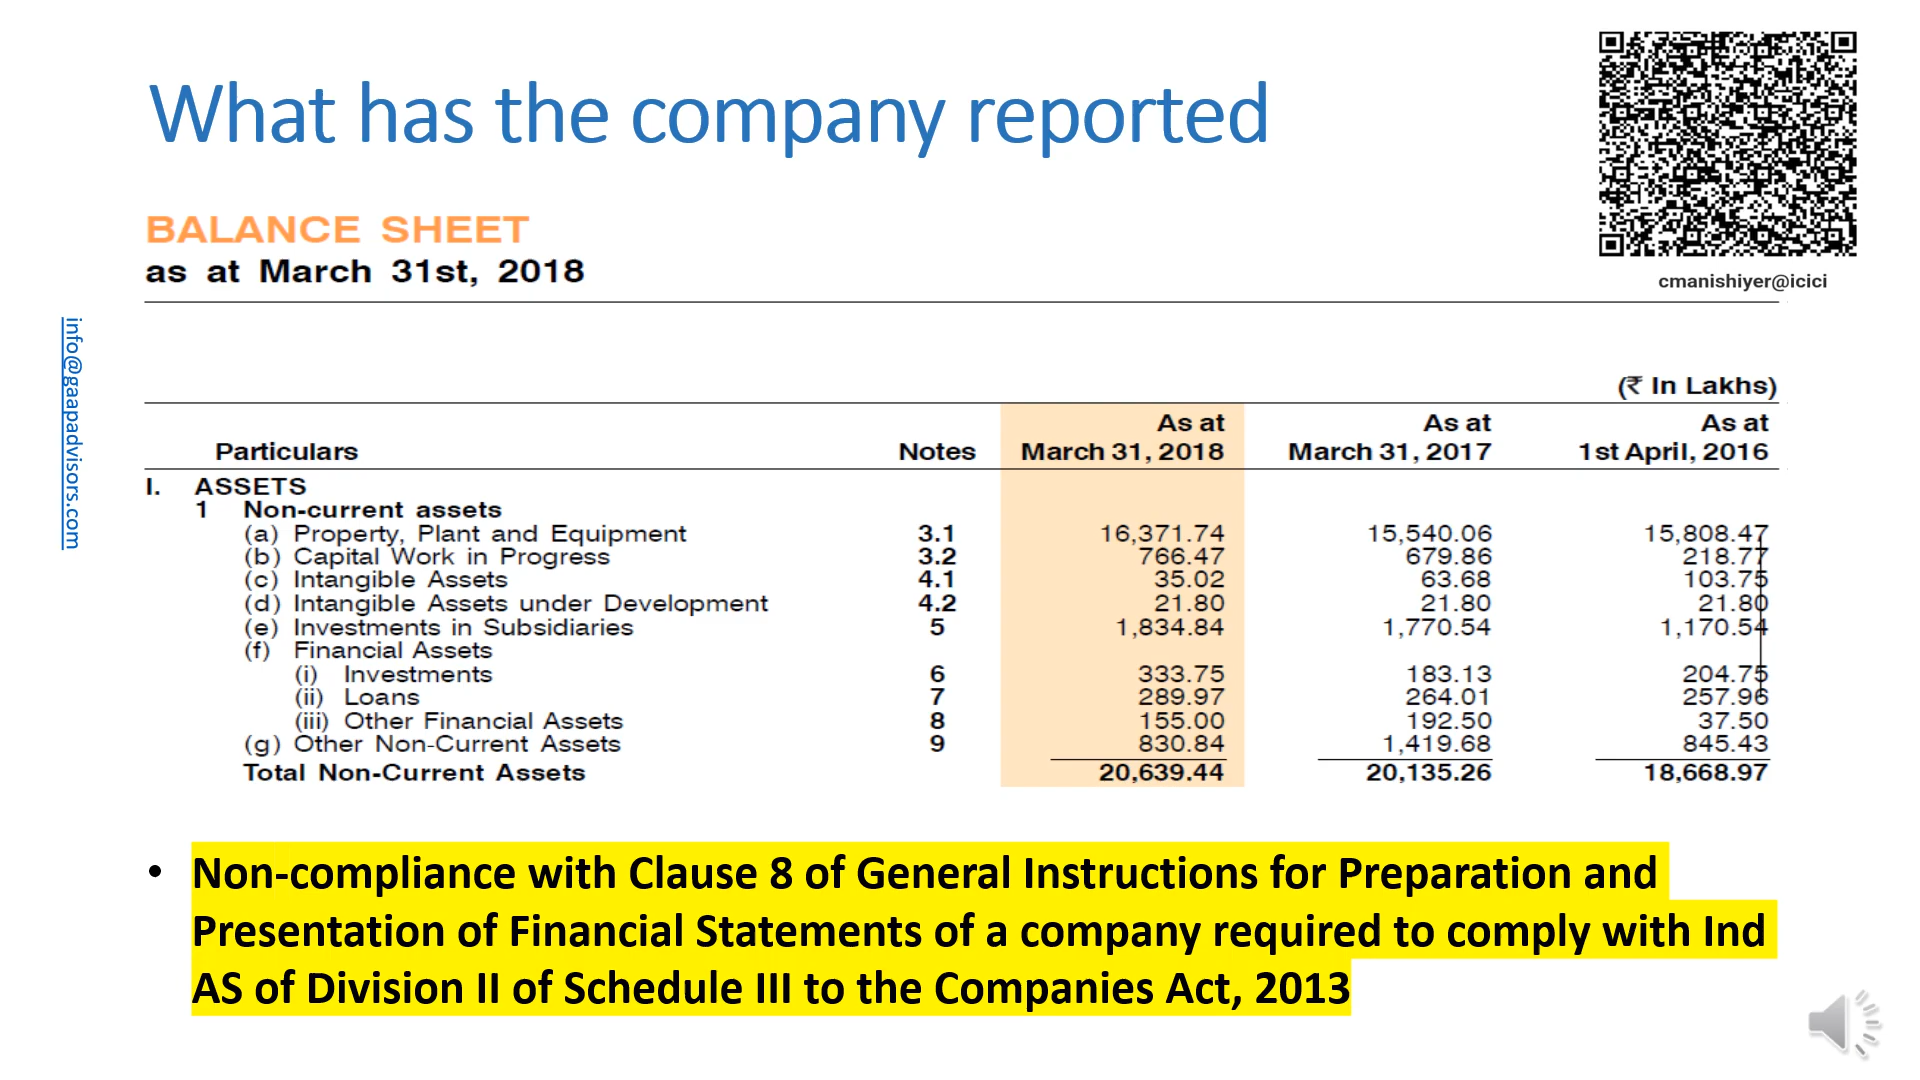 What has the company reported
cmanishiyer@icici
BALANCE SHEET
as at March 31st, 2018
info@gaapadvisors.com
(₹ In Lakhs)
Particulars Notes As at March 31, 2018 As at March 31, 2017 As at 1st April, 2016
I. ASSETS
1 Non-current assets
(a) Property, Plant and Equipment 3.1 16,371.74 15,540.06 15,808.47
(b) Capital Work in Progress 3.2 766.47 679.86 218.77
(c) Intangible Assets 4.1 35.02 63.68 103.75
(d) Intangible Assets under Development 4.2 21.80 21.80 21.80
(e) Investments in Subsidiaries 5 1,834.84 1,770.54 1,170.54
(f) Financial Assets
(i) Investments 6 333.75 183.13 204.75
(ii) Loans 7 289.97 264.01 257.96
(iii) Other Financial Assets 8 155.00 192.50 37.50
(g) Other Non-Current Assets 9 830.84 1,419.68 845.43
Total Non-Current Assets 20,639.44 20,135.26 18,668.97
• Non-compliance with Clause 8 of General Instructions for Preparation and
Presentation of Financial Statements of a company required to comply with Ind
AS of Division II of Schedule III to the Companies Act, 2013